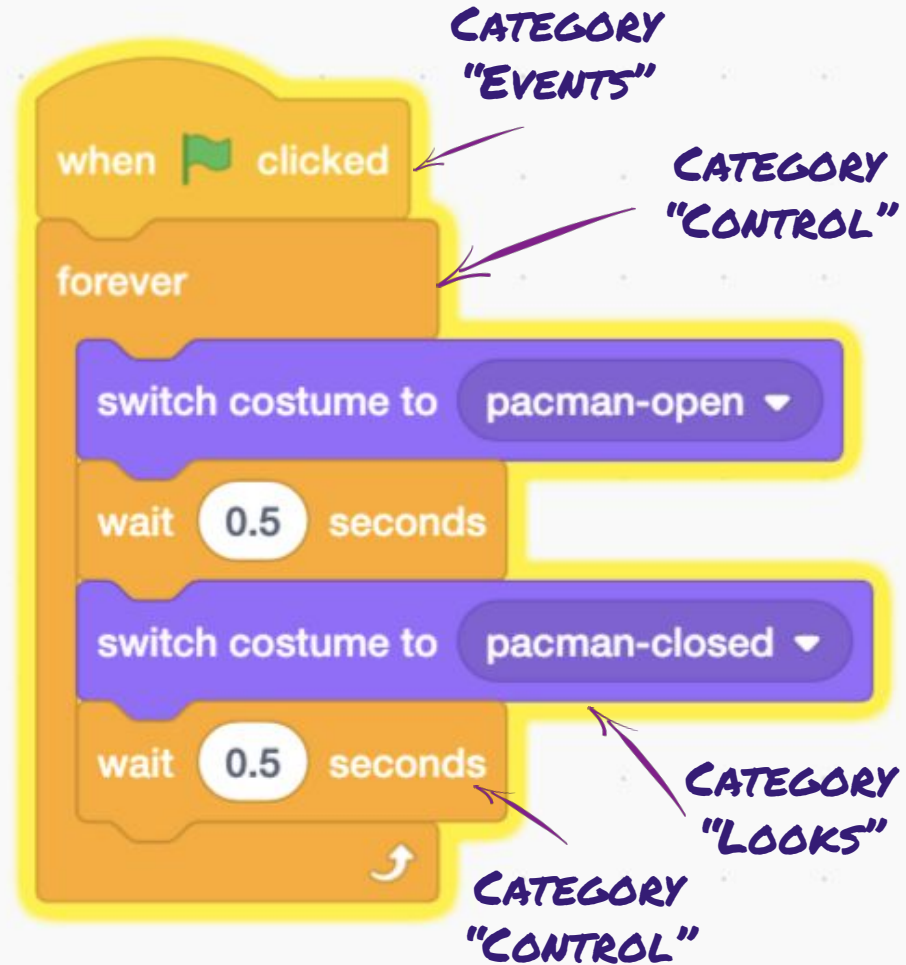 CATEGORY
"EVENTS"
when clicked
CATEGORY
"CONTROL"
forever
switch costume to pacman-open
wait 0.5 seconds
switch costume to pacman-closed
wait 0.5 seconds
CATEGORY
"LOOKS"
CATEGORY
"CONTROL"